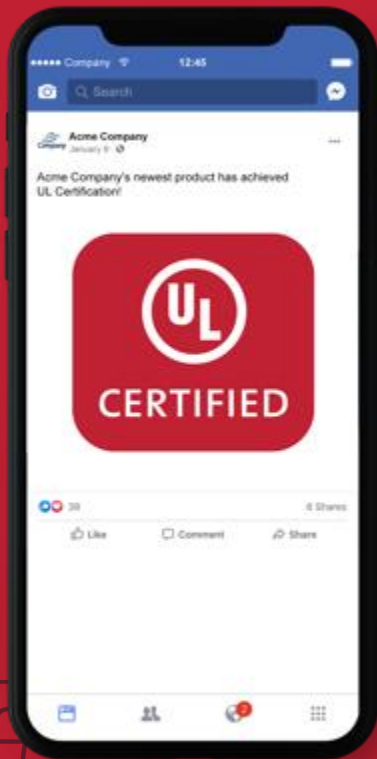 Company
12:45
Search
Acme Company
January 9
Acme Company's newest product has achieved
UL Certification!
UL
CERTIFIED
39
6 Shares
Like
Comment
Share
2